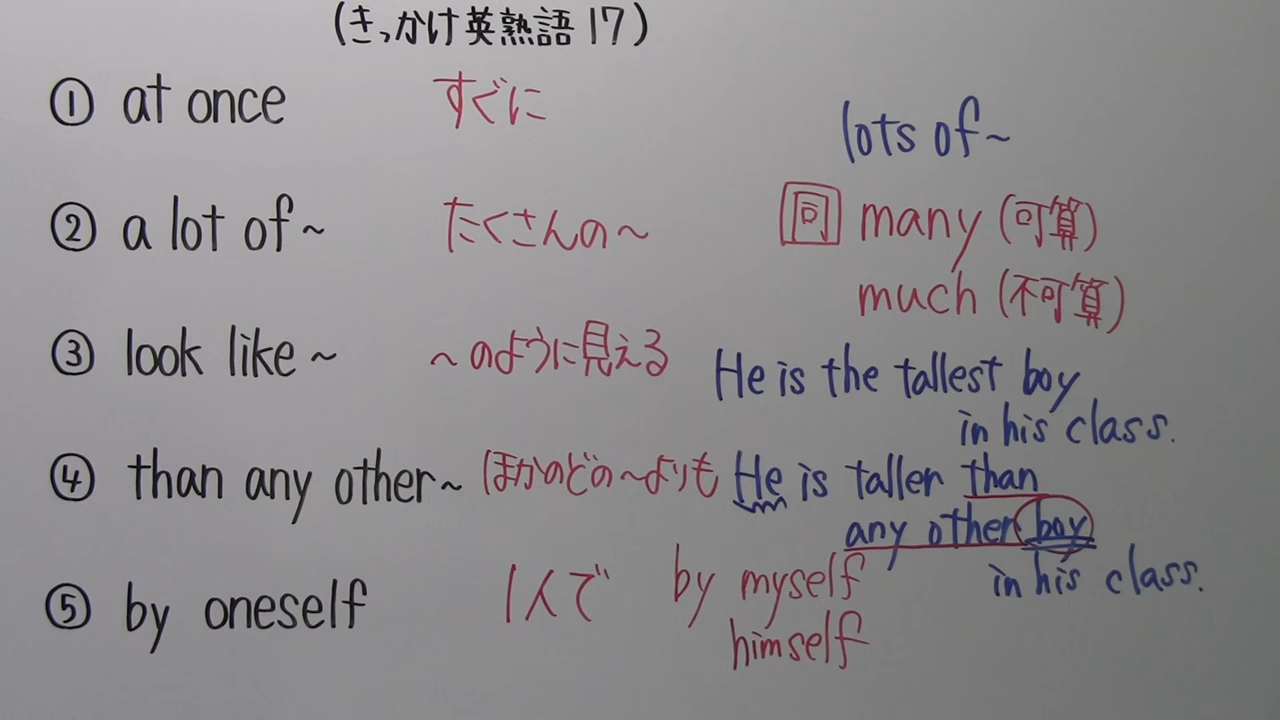 (きっかけ英熟語17)
① at once すぐに
lots of~
② a lot of~ たくさんの~
同 many (可算)
much (不可算)
③ look like~ ~のように見える
He is the tallest boy
in his class.
④ than any other~ ほかのどの~よりも
He is taller than
any other boy
in his class.
⑤ by oneself 1人で
by myself
himself